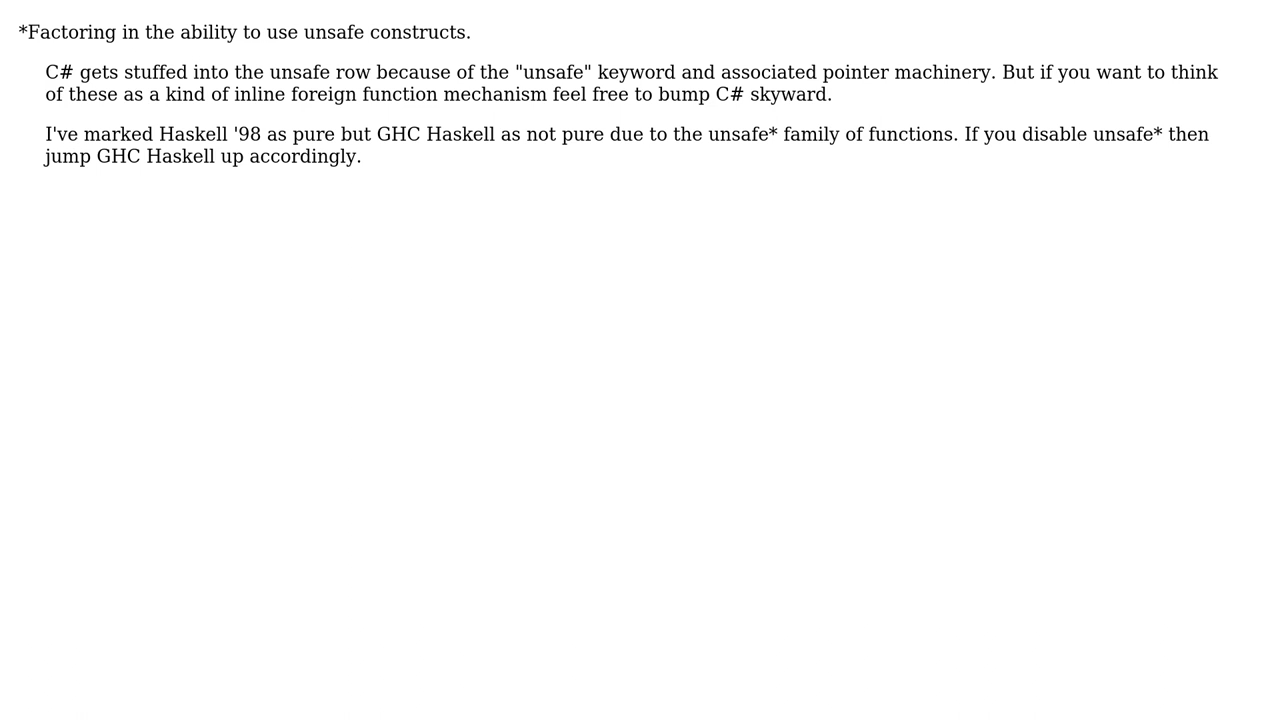 *Factoring in the ability to use unsafe constructs.
C# gets stuffed into the unsafe row because of the "unsafe" keyword and associated pointer machinery. But if you want to think
of these as a kind of inline foreign function mechanism feel free to bump C# skyward.
I've marked Haskell '98 as pure but GHC Haskell as not pure due to the unsafe* family of functions. If you disable unsafe* then
jump GHC Haskell up accordingly.